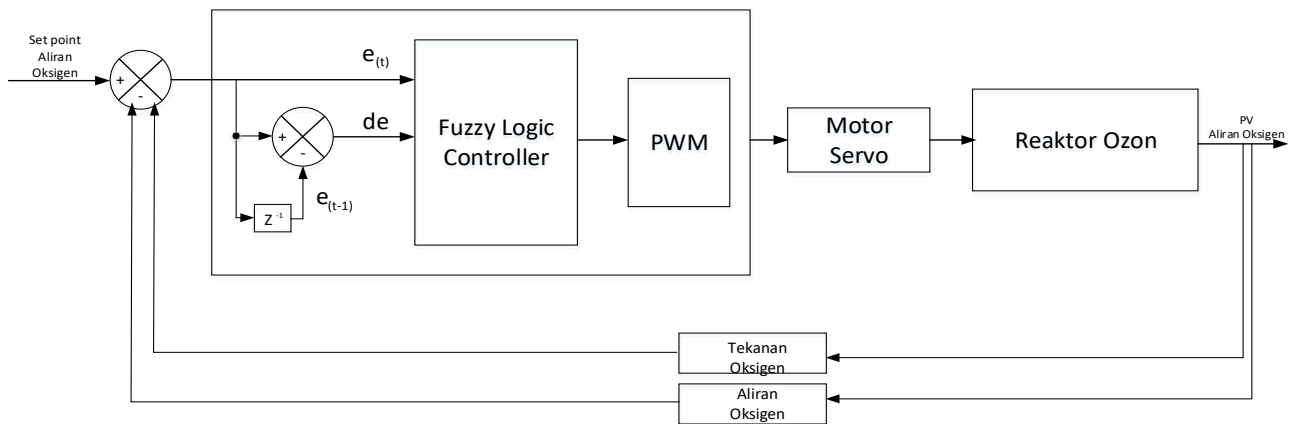 Set point
Aliran
Oksigen
+
-
e(t)
de
+
-
e(t-1)
Z -1
Fuzzy Logic
Controller
PWM
Motor
Servo
Reaktor Ozon
PV
Aliran Oksigen
Tekanan
Oksigen
Aliran
Oksigen